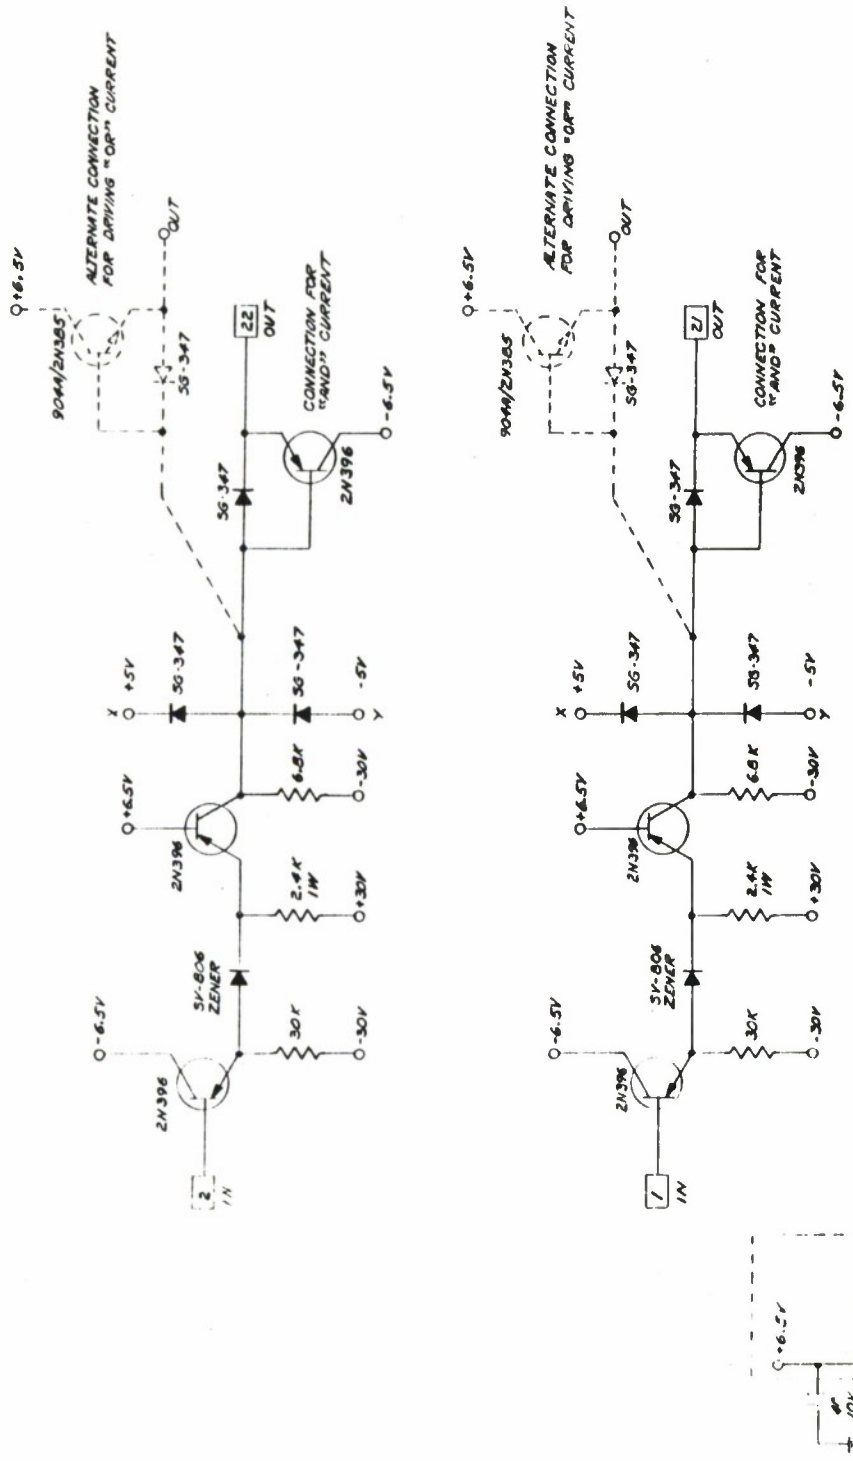 +6.5V
904A/2N385
ALTERNATE CONNECTION
FOR DRIVING "OR" CURRENT
SG-347
OUT
22
OUT
SG-347
CONNECTION FOR
"AND" CURRENT
2N396
-6.5V
X
+5V
SG-347
SG-347
-5V
Y
+6.5V
2N396
6.8K
-30V
2.4K
1W
+30V
SV-806
ZENER
-6.5V
2N396
30K
-30V
2
IN
+6.5V
904A/2N385
ALTERNATE CONNECTION
FOR DRIVING "OR" CURRENT
SG-347
OUT
21
OUT
SG-347
CONNECTION FOR
"AND" CURRENT
2N396
-6.5V
X
+5V
SG-347
SG-347
-5V
Y
+6.5V
2N396
6.8K
-30V
2.4K
1W
+30V
SV-806
ZENER
-6.5V
2N396
30K
-30V
1
IN
+6.5V
10V